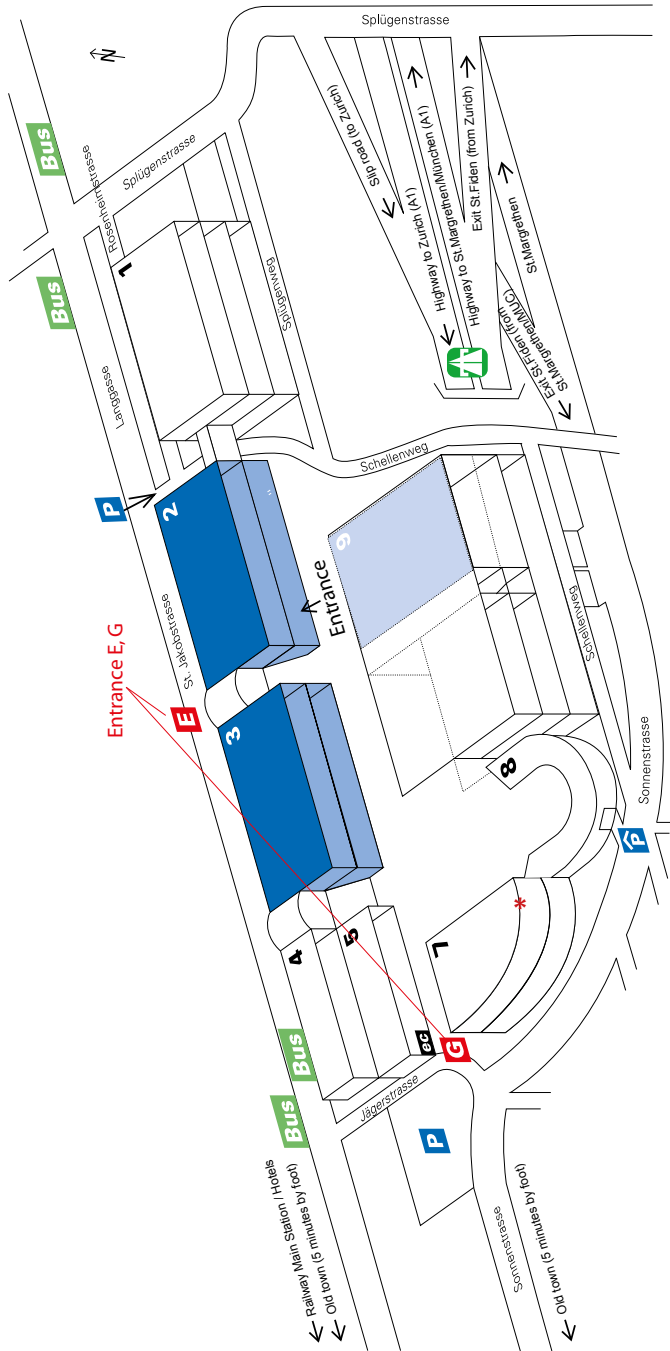 Splügenstrasse
N
Bus
Rosenheimstrasse
Splügenstrasse
Bus
1
Langgasse
Splügenweg
Slip road (to Zurich)
Highway to Zurich (A1)
Highway to St.Margrethen/München (A1)
Exit St.Fiden (from Zurich)
St.Margrethen
Exit St.Fiden (from
St.Margrethen/MUC)
P
2
Schellenweg
9
Entrance
St. Jakobstrasse
Entrance E, G
E
3
Schellenweg
Sonnenstrasse
8
P
4
5
7
*
ec
G
Bus
Bus
Jägerstrasse
P
Railway Main Station / Hotels
Old town (5 minutes by foot)
Sonnenstrasse
Old town (5 minutes by foot)